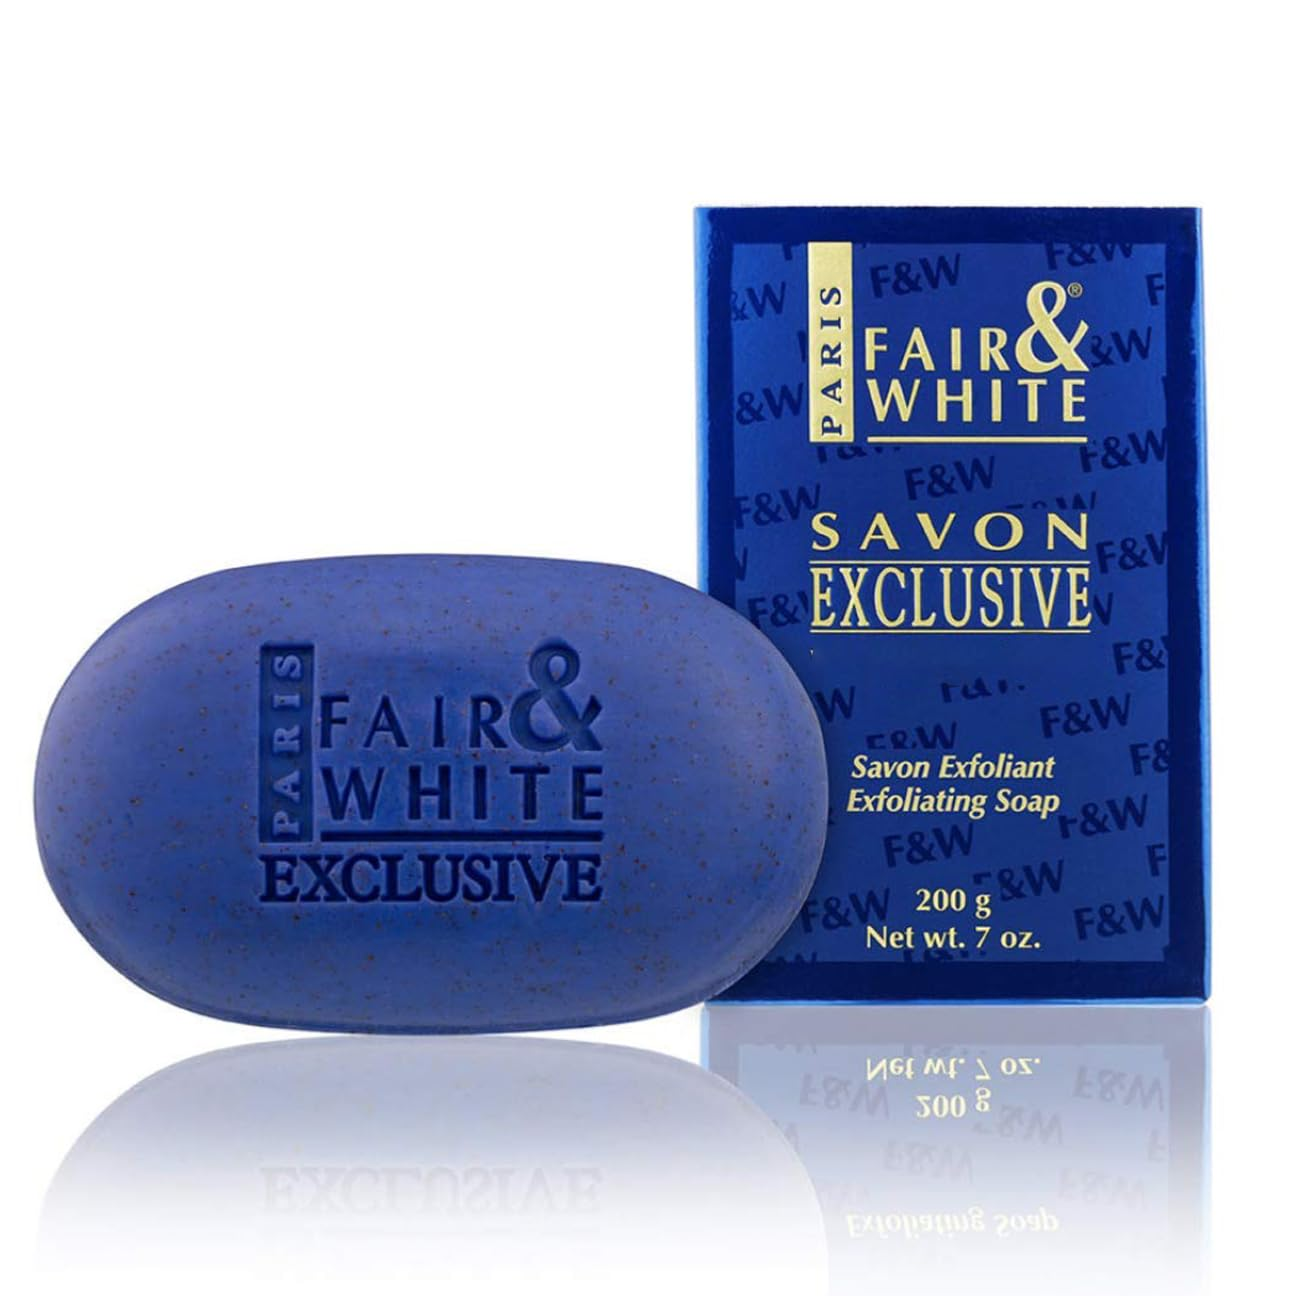 PARIS
FAIR &
WHITE
EXCLUSIVE
PARIS
FAIR &®
WHITE
SAVON
EXCLUSIVE
Savon Exfoliant
Exfoliating Soap
200 g
Net wt. 7 oz.
F&W
F&W
F&W
F&W
F&W
F&W
F&W
F&W
F&W